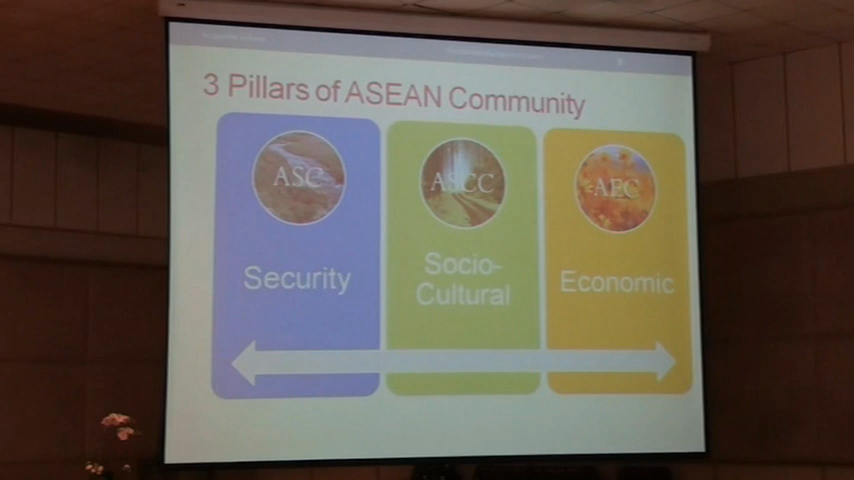 3 Pillars of ASEAN Community
ASC
ASCC
AEC
Security
Socio-
Cultural
Economic